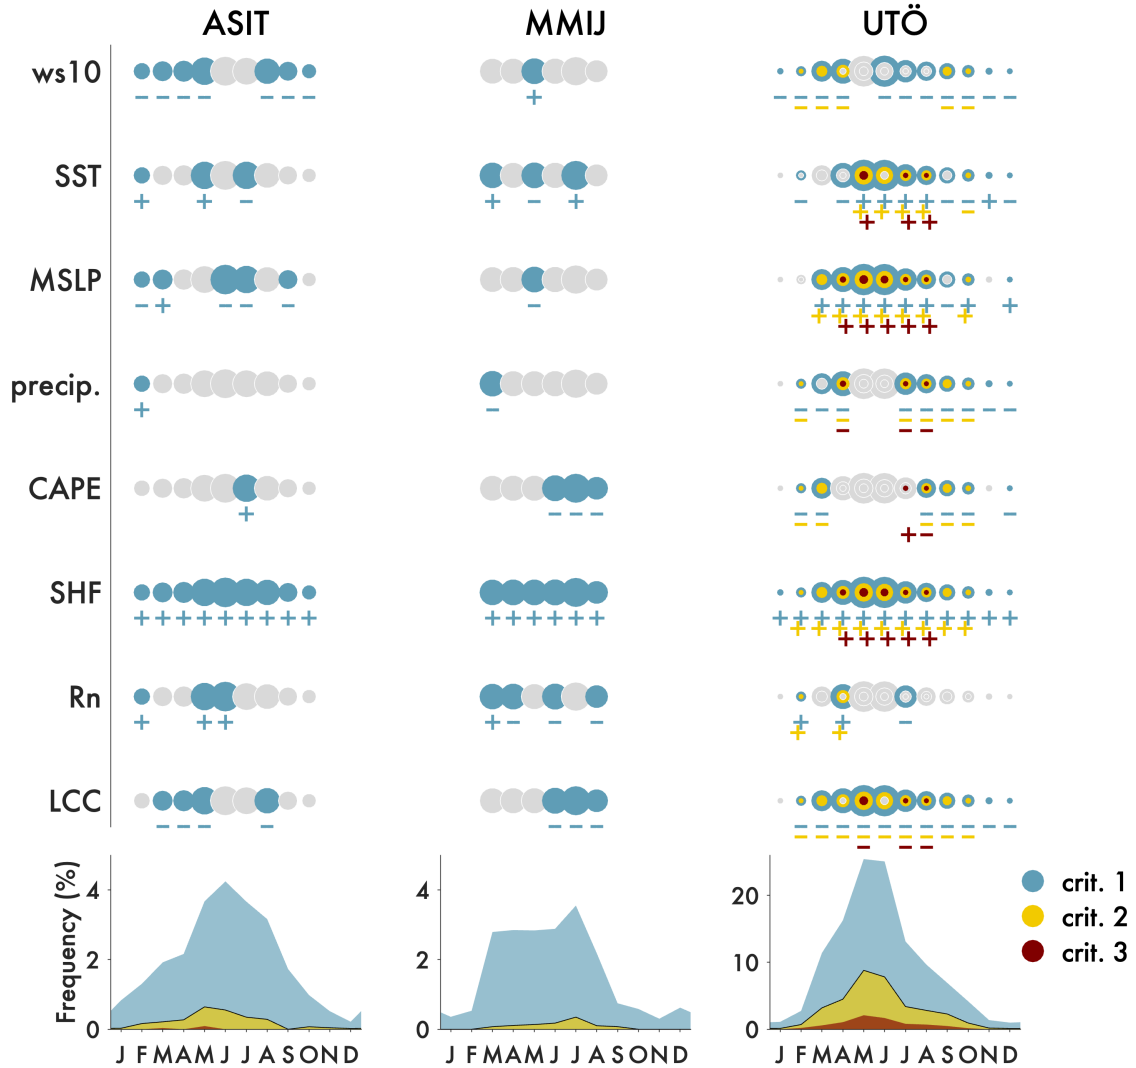 ASIT MMIJ UTÖ
ws10
SST
MSLP
precip.
CAPE
SHF
Rn
LCC
Frequency (%)
4
2
0
4
2
0
20
10
0
crit. 1
crit. 2
crit. 3
J F M A M J J A S O N D J F M A M J J A S O N D J F M A M J J A S O N D